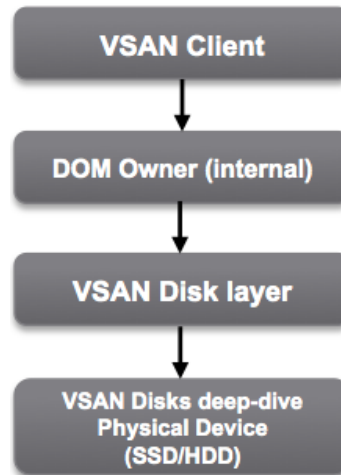 VSAN Client
DOM Owner (internal)
VSAN Disk layer
VSAN Disks deep-dive
Physical Device
(SSD/HDD)